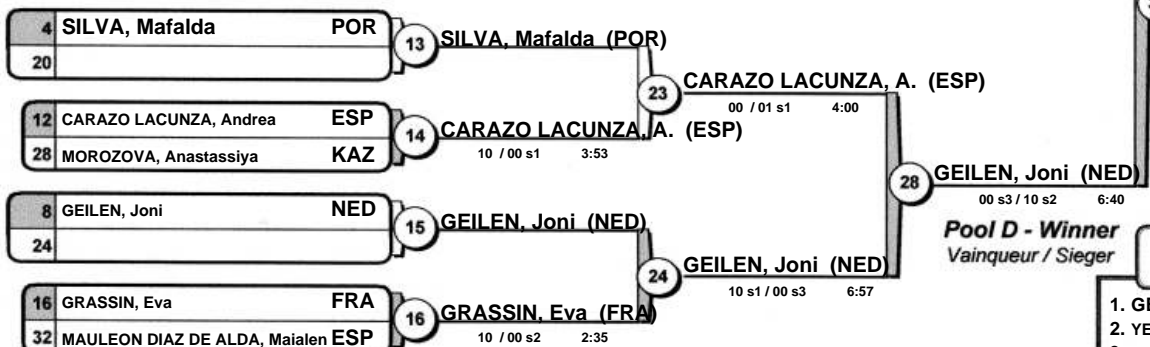 4 SILVA, Mafalda POR
20
13 SILVA, Mafalda (POR)
12 CARAZO LACUNZA, Andrea ESP
28 MOROZOVA, Anastassiya KAZ
14 CARAZO LACUNZA, A. (ESP)
10 / 00 s1 3:53
23 CARAZO LACUNZA, A. (ESP)
00 / 01 s1 4:00
8 GEILEN, Joni NED
24
15 GEILEN, Joni (NED)
16 GRASSIN, Eva FRA
32 MAULEON DIAZ DE ALDA, Maialen ESP
16 GRASSIN, Eva (FRA)
10 / 00 s2 2:35
24 GEILEN, Joni (NED)
10 s1 / 00 s3 6:57
28 GEILEN, Joni (NED)
00 s3 / 10 s2 6:40
Pool D - Winner
Vainqueur / Sieger
1. GE
2. YE